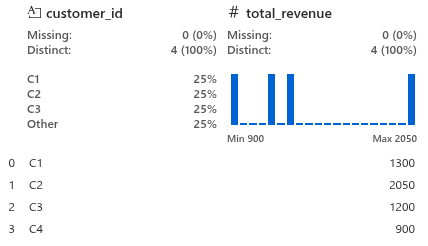 customer_id
# total_revenue
Missing: 0 (0%)
Distinct: 4 (100%)
Missing: 0 (0%)
Distinct: 4 (100%)
C1 25%
C2 25%
C3 25%
Other 25%
Min 900 Max 2050
0 C1 1300
1 C2 2050
2 C3 1200
3 C4 900